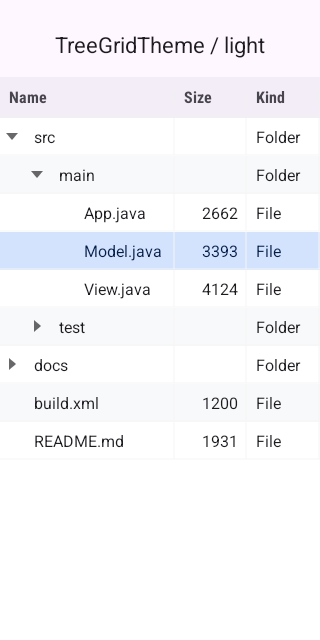 TreeGridTheme / light
Name Size Kind
src Folder
main Folder
App.java 2662 File
Model.java 3393 File
View.java 4124 File
test Folder
docs Folder
build.xml 1200 File
README.md 1931 File